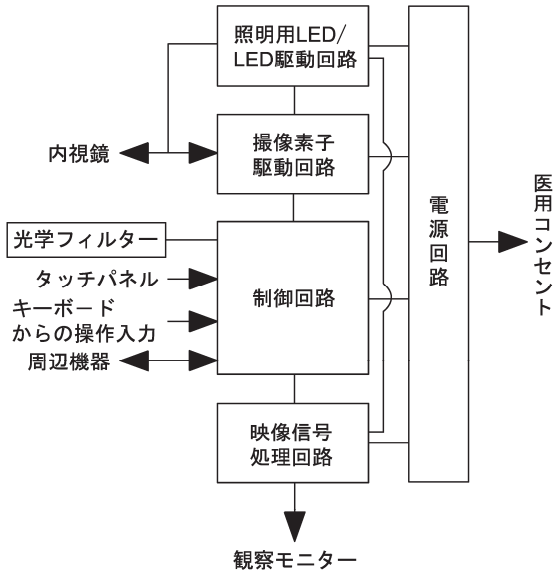 照明用LED/
LED駆動回路
内視鏡
撮像素子
駆動回路
光学フィルター
タッチパネル
キーボード
からの操作入力
周辺機器
制御回路
電源回路
医用コンセント
映像信号
処理回路
観察モニター